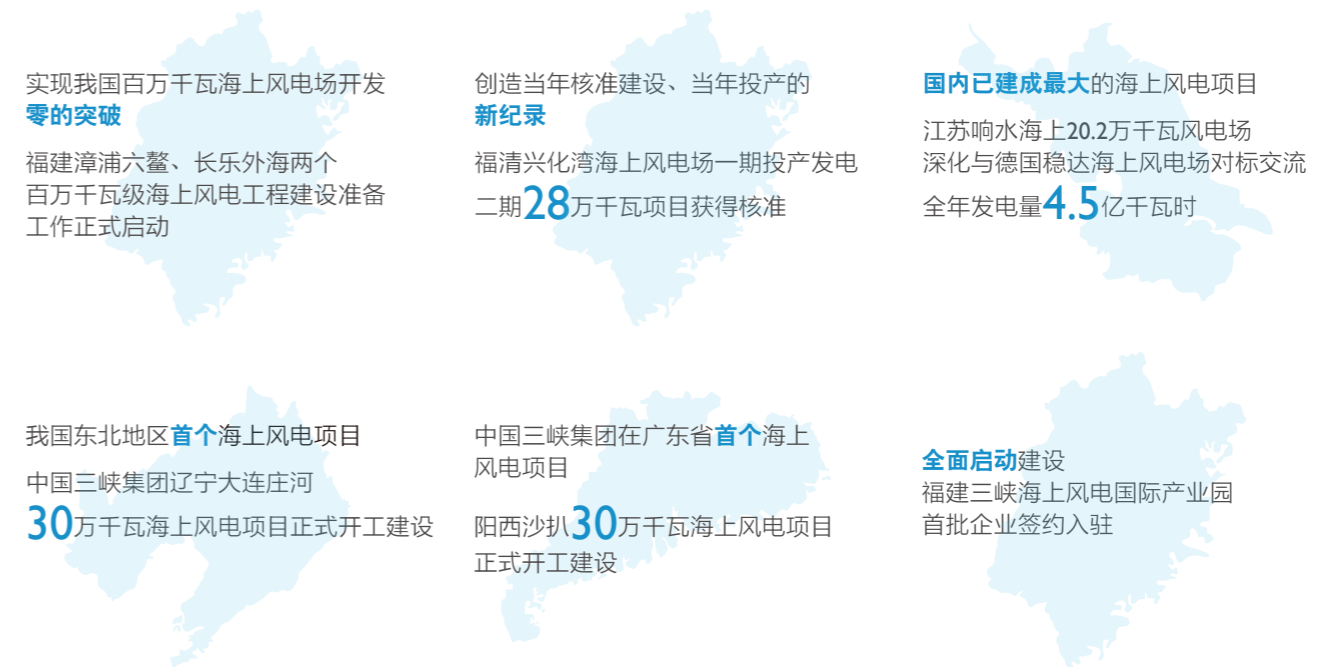 实现我国百万千瓦海上风电场开发
零的突破
福建漳浦六鳌、长乐外海两个
百万千瓦级海上风电工程建设准备
工作正式启动
创造当年核准建设、当年投产的
新纪录
福清兴化湾海上风电场一期投产发电
二期28万千瓦项目获得核准
国内已建成最大的海上风电项目
江苏响水海上20.2万千瓦风电场
深化与德国稳达海上风电场对标交流
全年发电量4.5亿千瓦时
我国东北地区首个海上风电项目
中国三峡集团辽宁大连庄河
30万千瓦海上风电项目正式开工建设
中国三峡集团在广东省首个海上
风电项目
阳西沙扒30万千瓦海上风电项目
正式开工建设
全面启动建设
福建三峡海上风电国际产业园
首批企业签约入驻